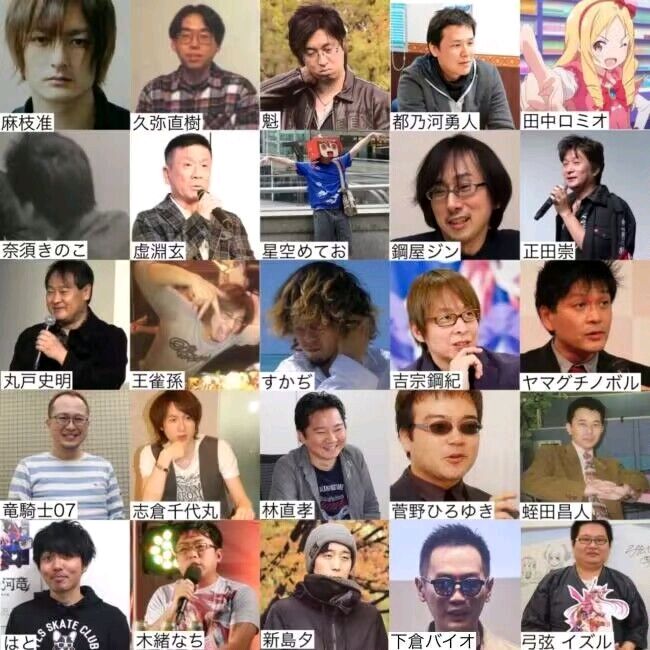 麻枝准
久弥直樹
魁
都乃河勇人
田中ロミオ
奈須きのこ
虚淵玄
星空めてお
鋼屋ジン
正田崇
丸戸史明
王雀孫
すかぢ
吉宗鋼紀
ヤマグチノボル
竜騎士07
志倉千代丸
林直孝
菅野ひろゆき
蛭田昌人
河竜
SKATE CLUB
はと
木緒なち
新島夕
下倉バイオ
弓弦 イズル